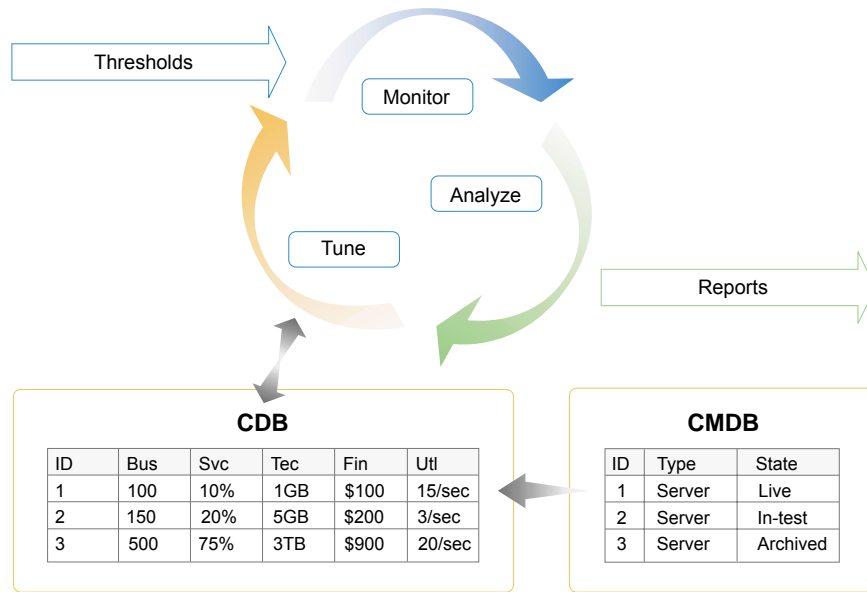 Thresholds
Monitor
Analyze
Tune
Reports
CDB
ID Bus Svc Tec Fin Utl
1 100 10% 1GB $100 15/sec
2 150 20% 5GB $200 3/sec
3 500 75% 3TB $900 20/sec
CMDB
ID Type State
1 Server Live
2 Server In-test
3 Server Archived